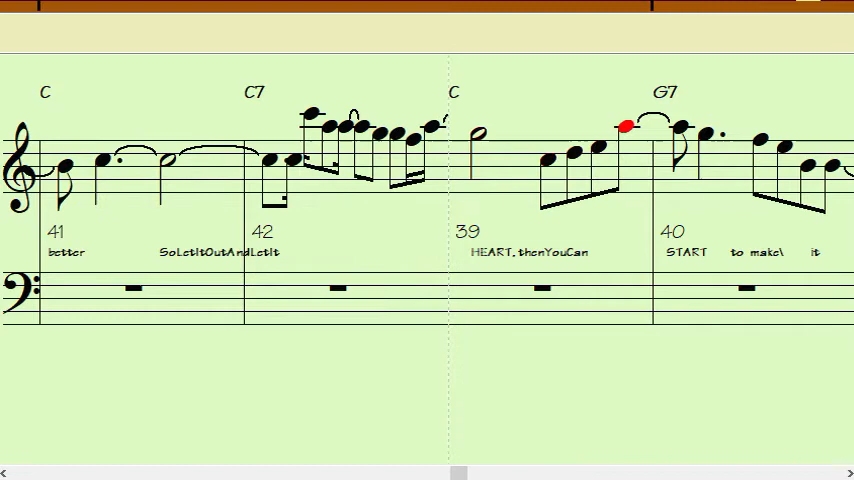 C C7 C G7
41 42 39 40
better SoLetItOutAndLetIt HEART, thenYouCan START to make\ it